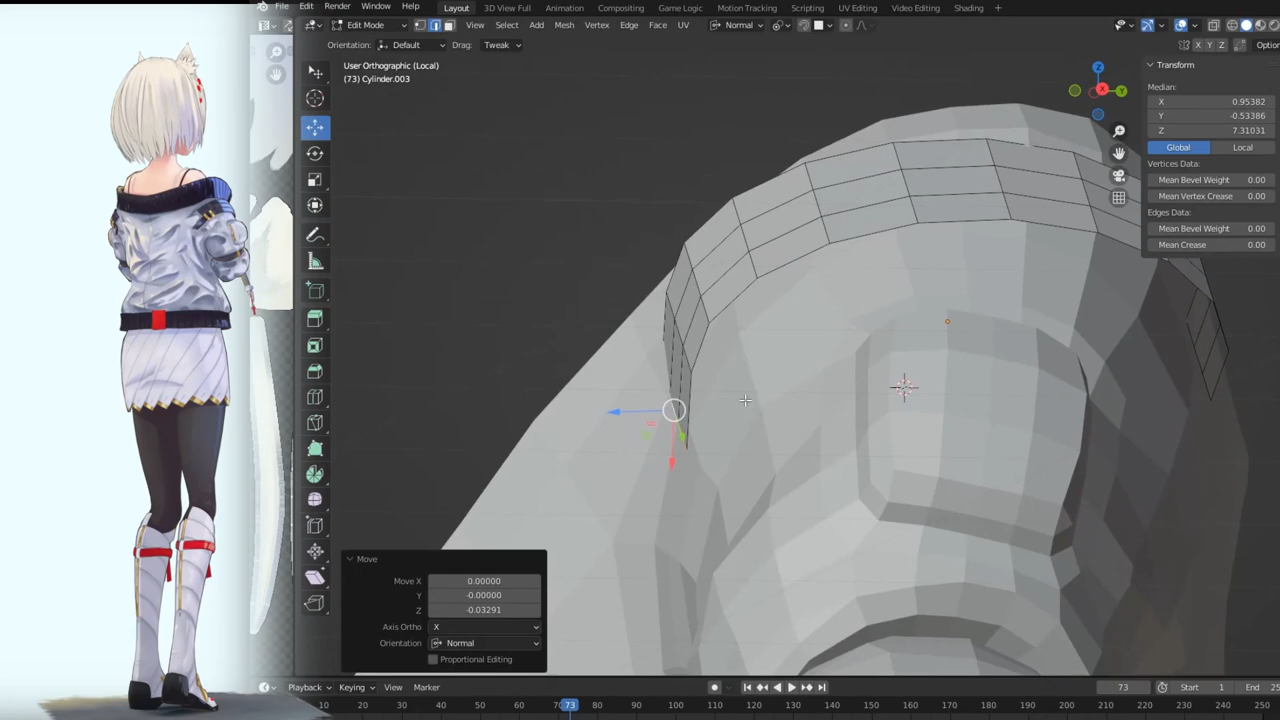 File Edit Render Window Help Layout 3D View Full Animation Compositing Game Logic Motion Tracking Scripting UV Editing Video Editing Shading +
Edit Mode View Select Add Mesh Vertex Edge Face UV Normal
Orientation: Default Drag: Tweak X Y Z
User Orthographic (Local)
(73) Cylinder.003
Z
X
Y
Transform
Median:
X 0.95382
Y -0.53386
Z 7.31031
Global Local
Vertices Data:
Mean Bevel Weight 0.00
Mean Vertex Crease 0.00
Edges Data:
Mean Bevel Weight 0.00
Mean Crease 0.00
Move
Move X 0.00000
Y -0.00000
Z -0.03291
Axis Ortho X
Orientation Normal
Proportional Editing
Playback Keying View Marker 73 Start 1 End
10 20 30 40 50 60 73 80 90 100 110 120 130 140 150 160 170 180 190 200 210 220 230 240 250